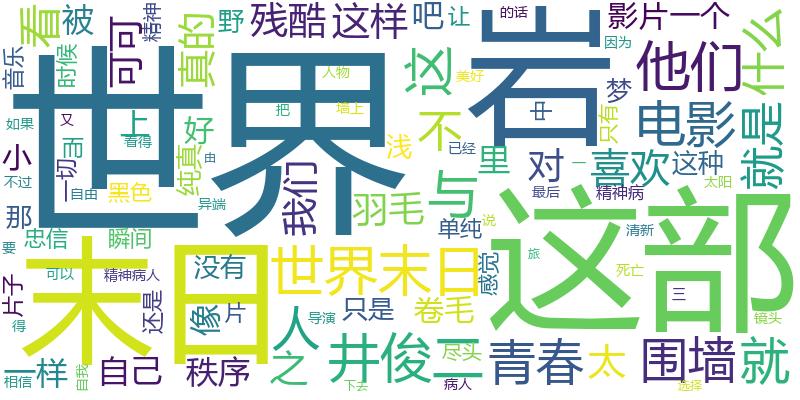 看
被
可可
精神
真的
野
残酷
这样
吧
让
的话
影片一个
音乐
时候
世界
岩
中
这
人物
美好
因为
他们
什么
梦
电影
把
墙上
只有
如果
又
上
看得
好
不
浅
已经
就是
小
而
一切
纯真
由
里
对
喜欢
这种
一
太阳
不过
自由
黑色
异端
我们
羽毛
与
最后
精神病
那
单纯
说
这部
清新
要
忠信
瞬间
末日
没有
世界末日
感觉
旅
死亡
可以
精神病人
片子
还是
像
片
人
导演
只是
卷毛
三
镜头
得
一样
自己
秩序
之
井俊二
尽头
青春
太
围墙
就
相信
自我
下去
病人
选择